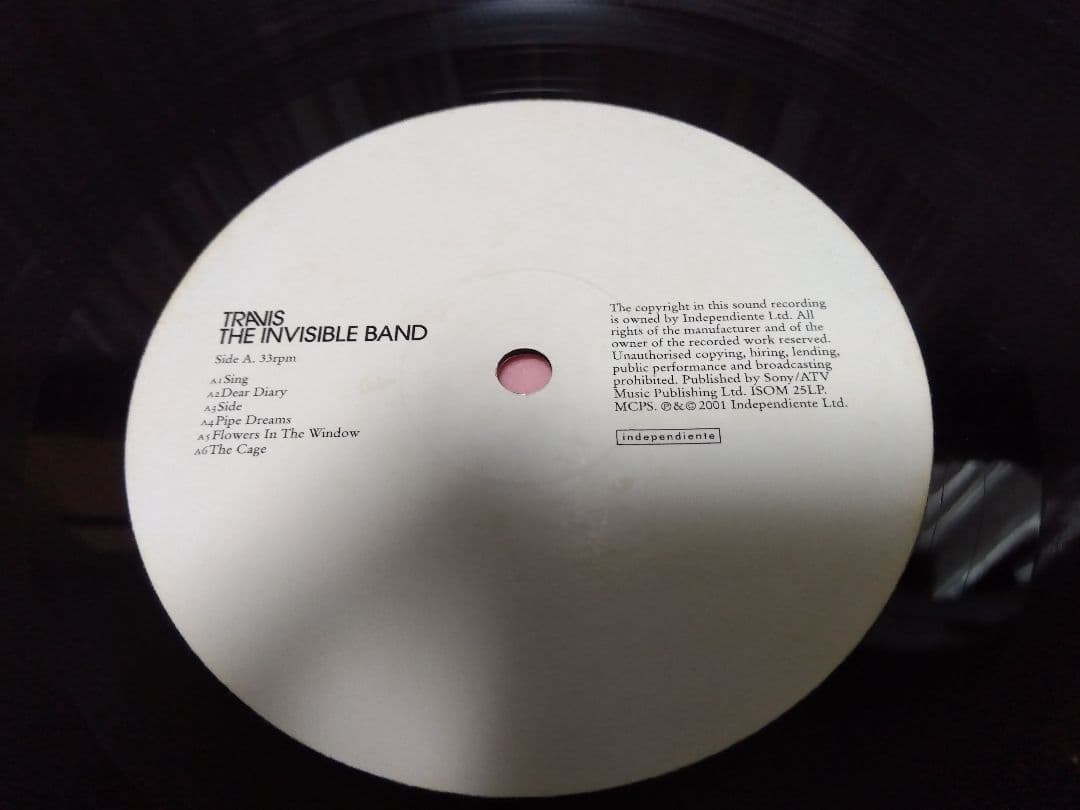 TRAVIS
THE INVISIBLE BAND
Side A. 33rpm
A1 Sing
A2 Dear Diary
A3 Side
A4 Pipe Dreams
A5 Flowers In The Window
A6 The Cage
The copyright in this sound recording
is owned by Independiente Ltd. All
rights of the manufacturer and of the
owner of the recorded work reserved.
Unauthorised copying, hiring, lending,
public performance and broadcasting
prohibited. Published by Sony/ATV
Music Publishing Ltd. ISOM 25LP.
MCPS. ℗&© 2001 Independiente Ltd.
independiente